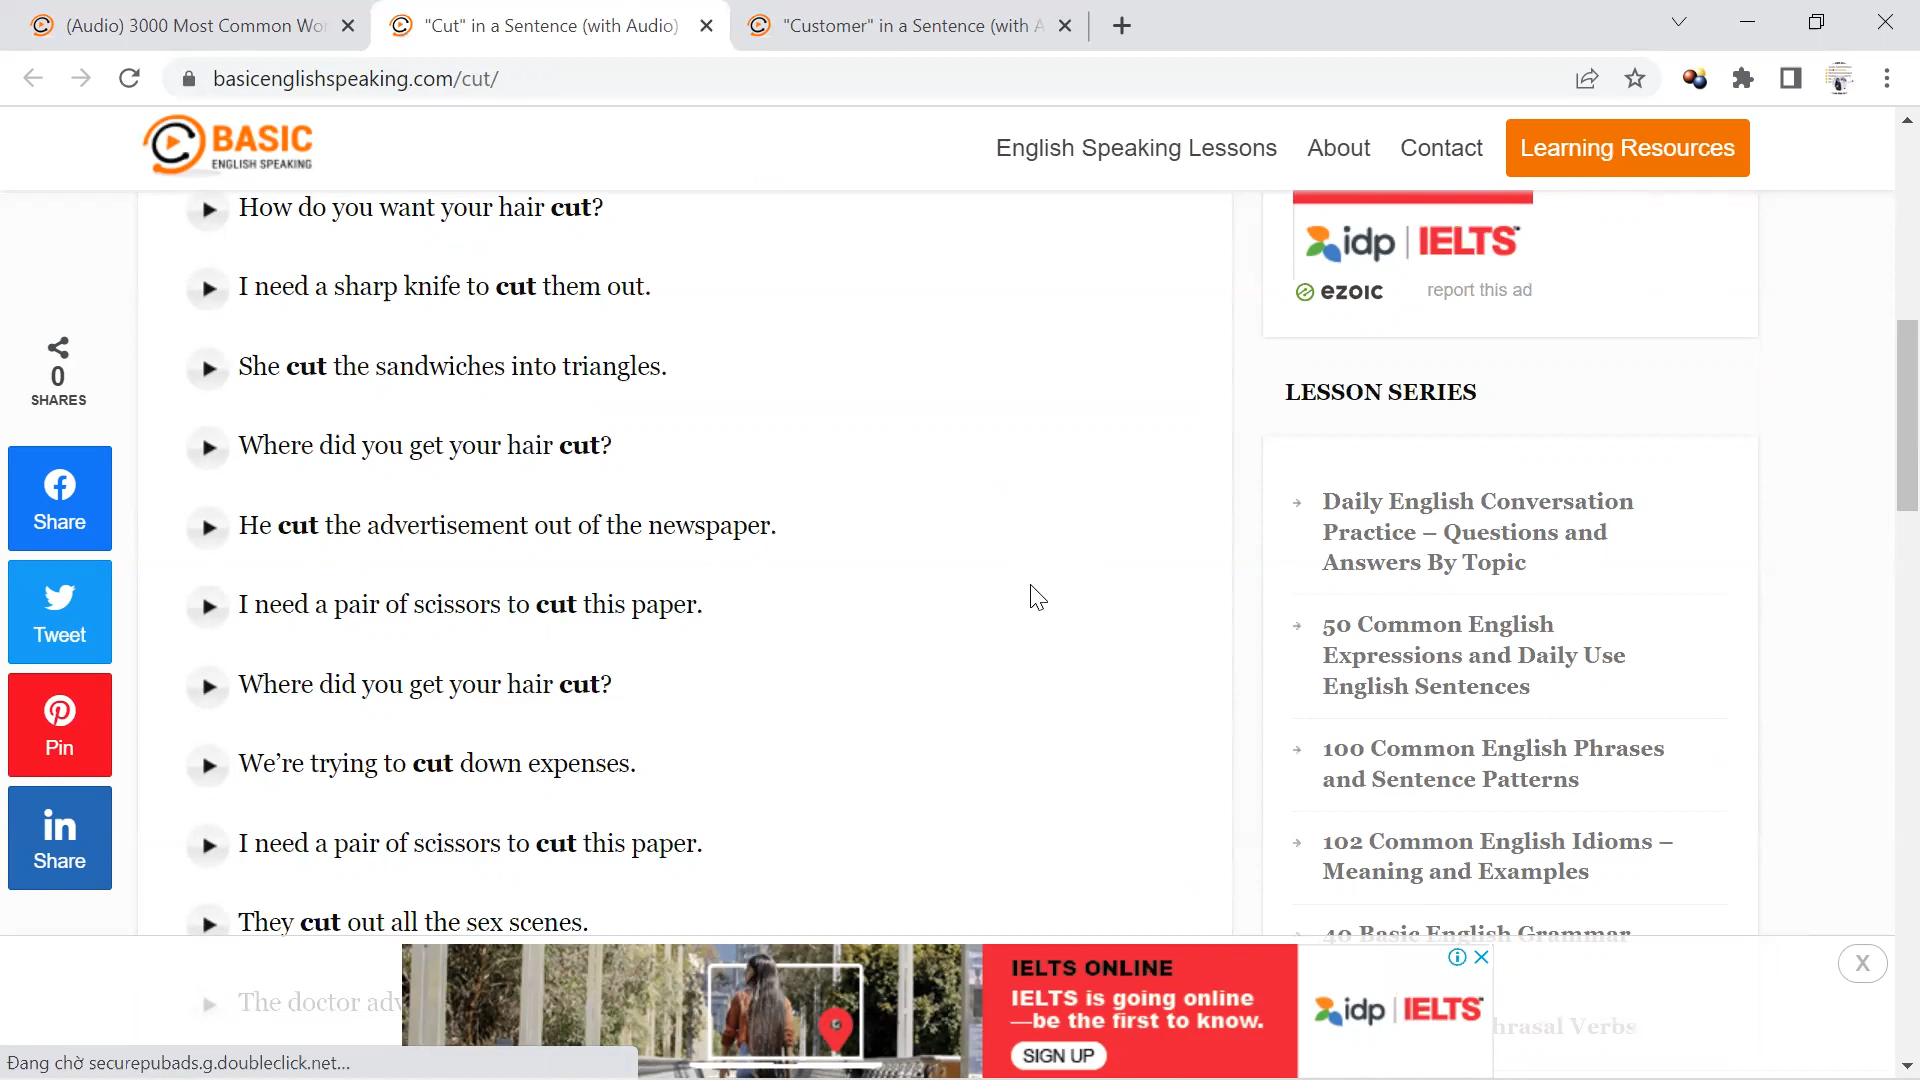 (Audio) 3000 Most Common Wo
"Cut" in a Sentence (with Audio)
"Customer" in a Sentence (with A
basicenglishspeaking.com/cut/
BASIC
ENGLISH SPEAKING
English Speaking Lessons
About
Contact
Learning Resources
How do you want your hair cut?
I need a sharp knife to cut them out.
She cut the sandwiches into triangles.
Where did you get your hair cut?
He cut the advertisement out of the newspaper.
I need a pair of scissors to cut this paper.
Where did you get your hair cut?
We’re trying to cut down expenses.
I need a pair of scissors to cut this paper.
They cut out all the sex scenes.
The doctor adv
0
SHARES
Share
Tweet
Pin
Share
idp | IELTS™
ezoic
report this ad
LESSON SERIES
Daily English Conversation
Practice – Questions and
Answers By Topic
50 Common English
Expressions and Daily Use
English Sentences
100 Common English Phrases
and Sentence Patterns
102 Common English Idioms –
Meaning and Examples
40 Basic English Grammar
hrasal Verbs
IELTS ONLINE
IELTS is going online
—be the first to know.
SIGN UP
idp | IELTS™
X
Đang chờ securepubads.g.doubleclick.net...